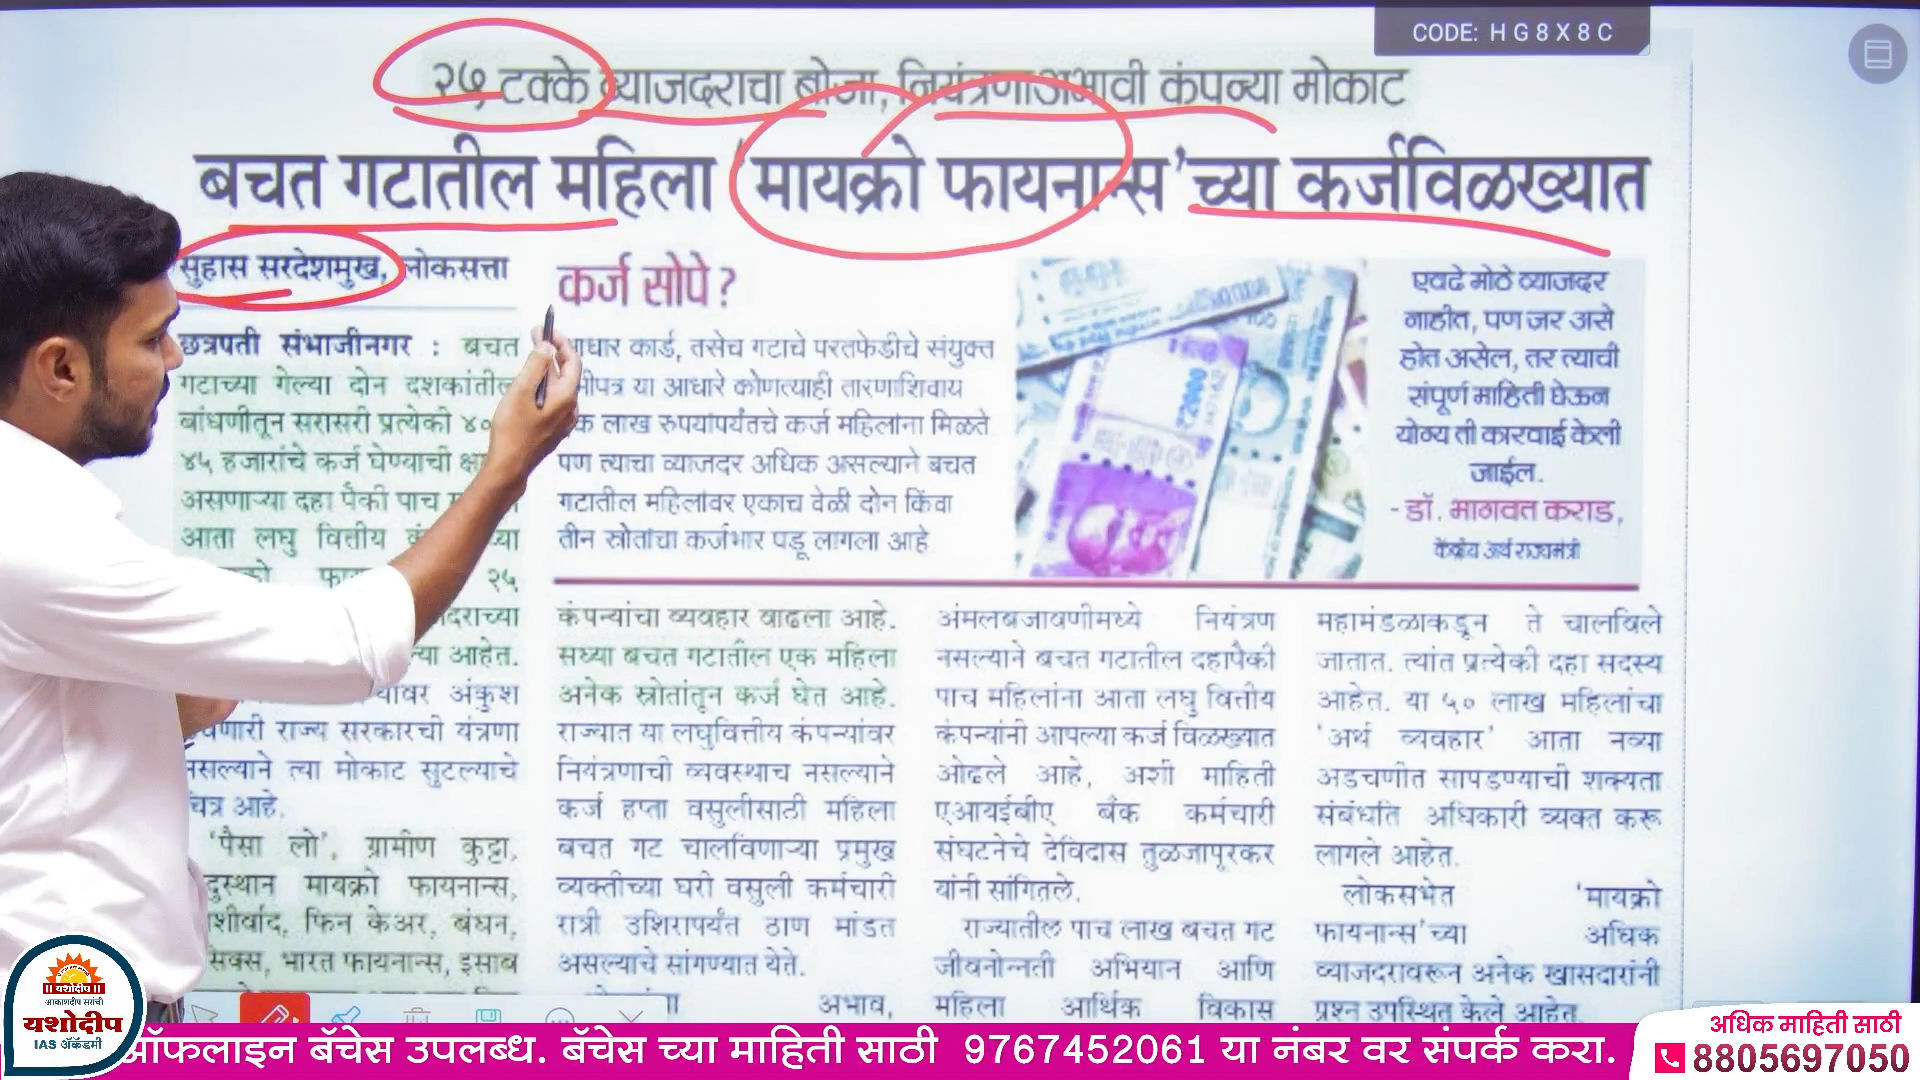 CODE: HG8X8C
२५ टक्के व्याजदराचा बोजा, नियंत्रणाअभावी कंपन्या मोकाट
बचत गटातील महिला 'मायक्रो फायनान्स'च्या कर्जविळख्यात
सुहास सरदेशमुख, लोकसत्ता
छत्रपती संभाजीनगर : बचत
गटाच्या गेल्या दोन दशकांतील
बांधणीतून सरासरी प्रत्येकी ४०
४५ हजारांचे कर्ज घेण्याची
असणाऱ्या दहा पैकी पाच
आता लघु वित्तीय
२५
आहेत.
अंकुश
राज्य सरकारची यंत्रणा
नसल्याने त्या मोकाट सुटल्याचे
आहे.
'पैसा लो', ग्रामीण कुट्टा,
मायक्रो फायनान्स,
फिन केअर, बंधन,
भारत फायनान्स, इसाब
कर्ज सोपे?
कार्ड, तसेच गटाचे परतफेडीचे संयुक्त
या आधारे कोणत्याही तारणाशिवाय
लाख रुपयांपर्यंतचे कर्ज महिलांना मिळते
पण त्याचा व्याजदर अधिक असल्याने बचत
गटातील महिलांवर एकाच वेळी दोन किंवा
तीन स्रोतांचा कर्जभार पडू लागला आहे
एवढे मोठे व्याजदर
नाहीत, पण जर असे
होत असेल, तर त्याची
संपूर्ण माहिती घेऊन
योग्य ती कारवाई केली
जाईल.
- डॉ. भागवत कराड,
केंद्रीय अर्थ राज्यमंत्री
कंपन्यांचा व्यवहार वाढला आहे.
सध्या बचत गटातील एक महिला
अनेक स्रोतांतून कर्ज घेत आहे.
राज्यात या लघुवित्तीय कंपन्यांवर
नियंत्रणाची व्यवस्थाच नसल्याने
कर्ज हप्ता वसुलीसाठी महिला
बचत गट चालविणाऱ्या प्रमुख
व्यक्तीच्या घरी वसुली कर्मचारी
रात्री उशिरापर्यंत ठाण मांडत
असल्याचे सांगण्यात येते.
अभाव,
अंमलबजावणीमध्ये नियंत्रण
नसल्याने बचत गटातील दहापैकी
पाच महिलांना आता लघु वित्तीय
कंपन्यांनी आपल्या कर्ज विळख्यात
ओढले आहे, अशी माहिती
एआयईबीए बँक कर्मचारी
संघटनेचे देविदास तुळजापूरकर
यांनी सांगितले.
राज्यातील पाच लाख बचत गट
जीवनोन्नती अभियान आणि
महिला आर्थिक विकास
महामंडळाकडून ते चालविले
जातात. त्यांत प्रत्येकी दहा सदस्य
आहेत. या ५० लाख महिलांचा
'अर्थ व्यवहार' आता नव्या
अडचणीत सापडण्याची शक्यता
संबंधित अधिकारी व्यक्त करू
लागले आहेत.
लोकसभेत 'मायक्रो
फायनान्स'च्या अधिक
व्याजदरावरून अनेक खासदारांनी
प्रश्न उपस्थित केले आहेत.
॥ यशोदीप ॥
यशोदीप
IAS ॲकॅडमी
ऑफलाइन बॅचेस उपलब्ध. बॅचेस च्या माहिती साठी 9767452061 या नंबर वर संपर्क करा.
अधिक माहिती साठी
8805697050